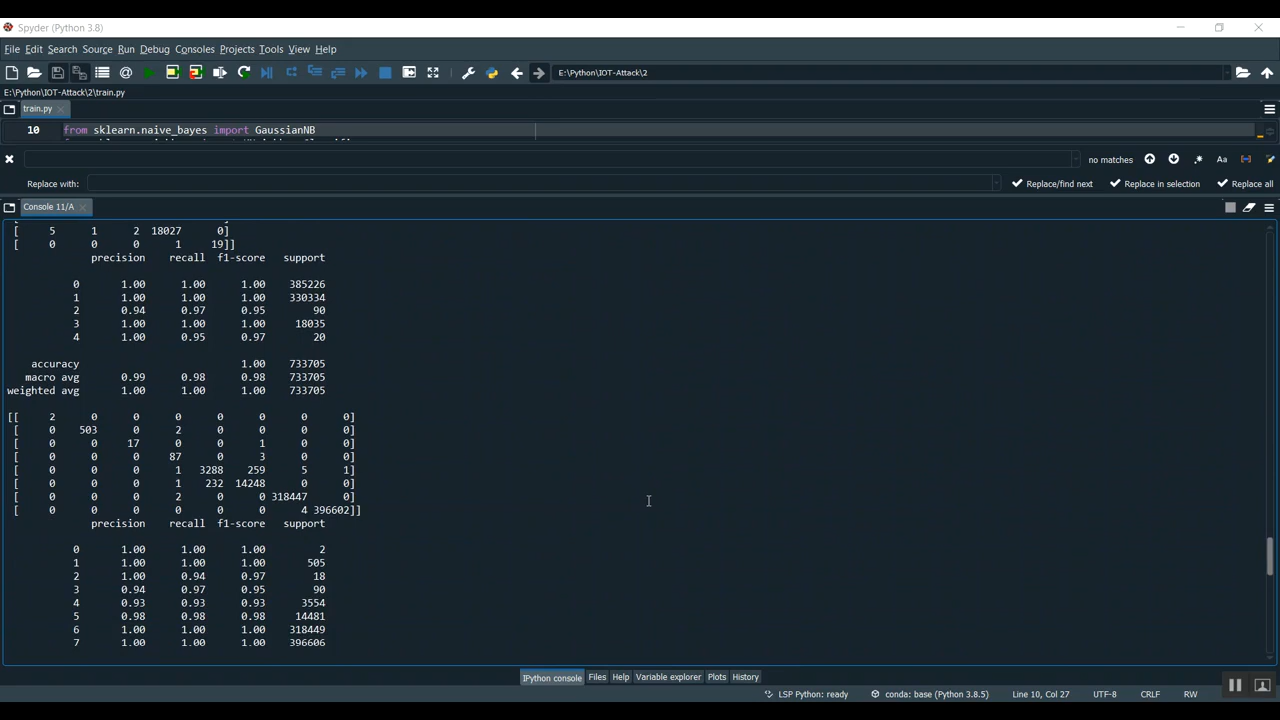 Spyder (Python 3.8)
File Edit Search Source Run Debug Consoles Projects Tools View Help
E:\Python\IOT-Attack\2
E:\Python\IOT-Attack\2\train.py
train.py
10 from sklearn.naive_bayes import GaussianNB
no matches Aa
Replace with: Replace/find next Replace in selection Replace all
Console 11/A
[ 5 1 2 18027 0]
[ 0 0 0 1 19]]
precision recall f1-score support
0 1.00 1.00 1.00 385226
1 1.00 1.00 1.00 330334
2 0.94 0.97 0.95 90
3 1.00 1.00 1.00 18035
4 1.00 0.95 0.97 20
accuracy 1.00 733705
macro avg 0.99 0.98 0.98 733705
weighted avg 1.00 1.00 1.00 733705
[[ 2 0 0 0 0 0 0 0]
[ 0 503 0 2 0 0 0 0]
[ 0 0 17 0 0 1 0 0]
[ 0 0 0 87 0 3 0 0]
[ 0 0 0 1 3288 259 5 1]
[ 0 0 0 1 232 14248 0 0]
[ 0 0 0 2 0 0 318447 0]
[ 0 0 0 0 0 0 4 396602]]
precision recall f1-score support
0 1.00 1.00 1.00 2
1 1.00 1.00 1.00 505
2 1.00 0.94 0.97 18
3 0.94 0.97 0.95 90
4 0.93 0.93 0.93 3554
5 0.98 0.98 0.98 14481
6 1.00 1.00 1.00 318449
7 1.00 1.00 1.00 396606
IPython console Files Help Variable explorer Plots History
LSP Python: ready conda: base (Python 3.8.5) Line 10, Col 27 UTF-8 CRLF RW